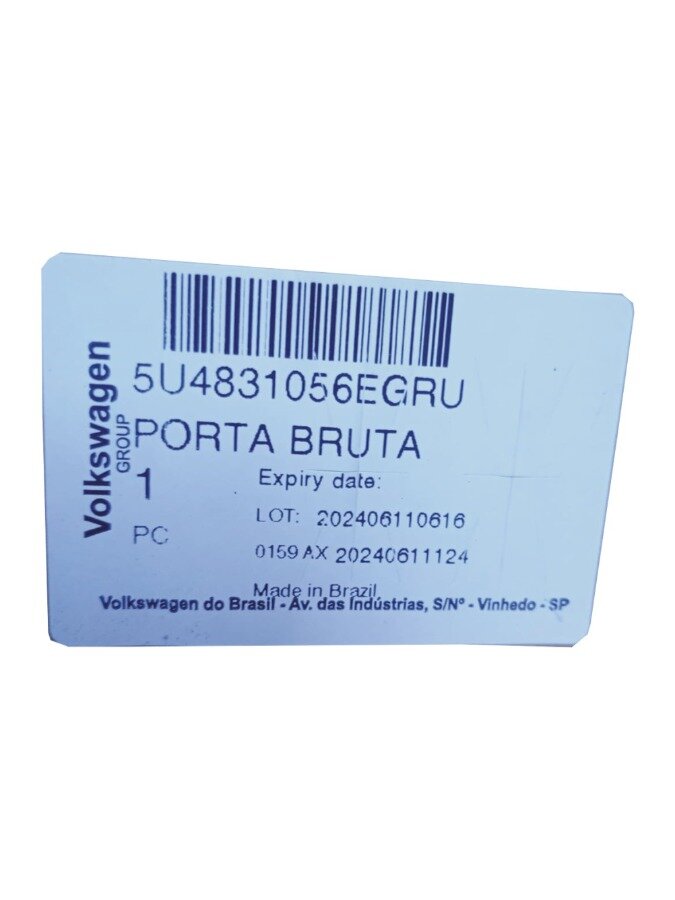 Volkswagen
GROUP
5U4831056EGRU
PORTA BRUTA
1
Expiry date:
LOT: 202406110616
PC
0159 AX 20240611124
Made in Brazil
Volkswagen do Brasil - Av. das Indústrias, S/Nº - Vinhedo - SP